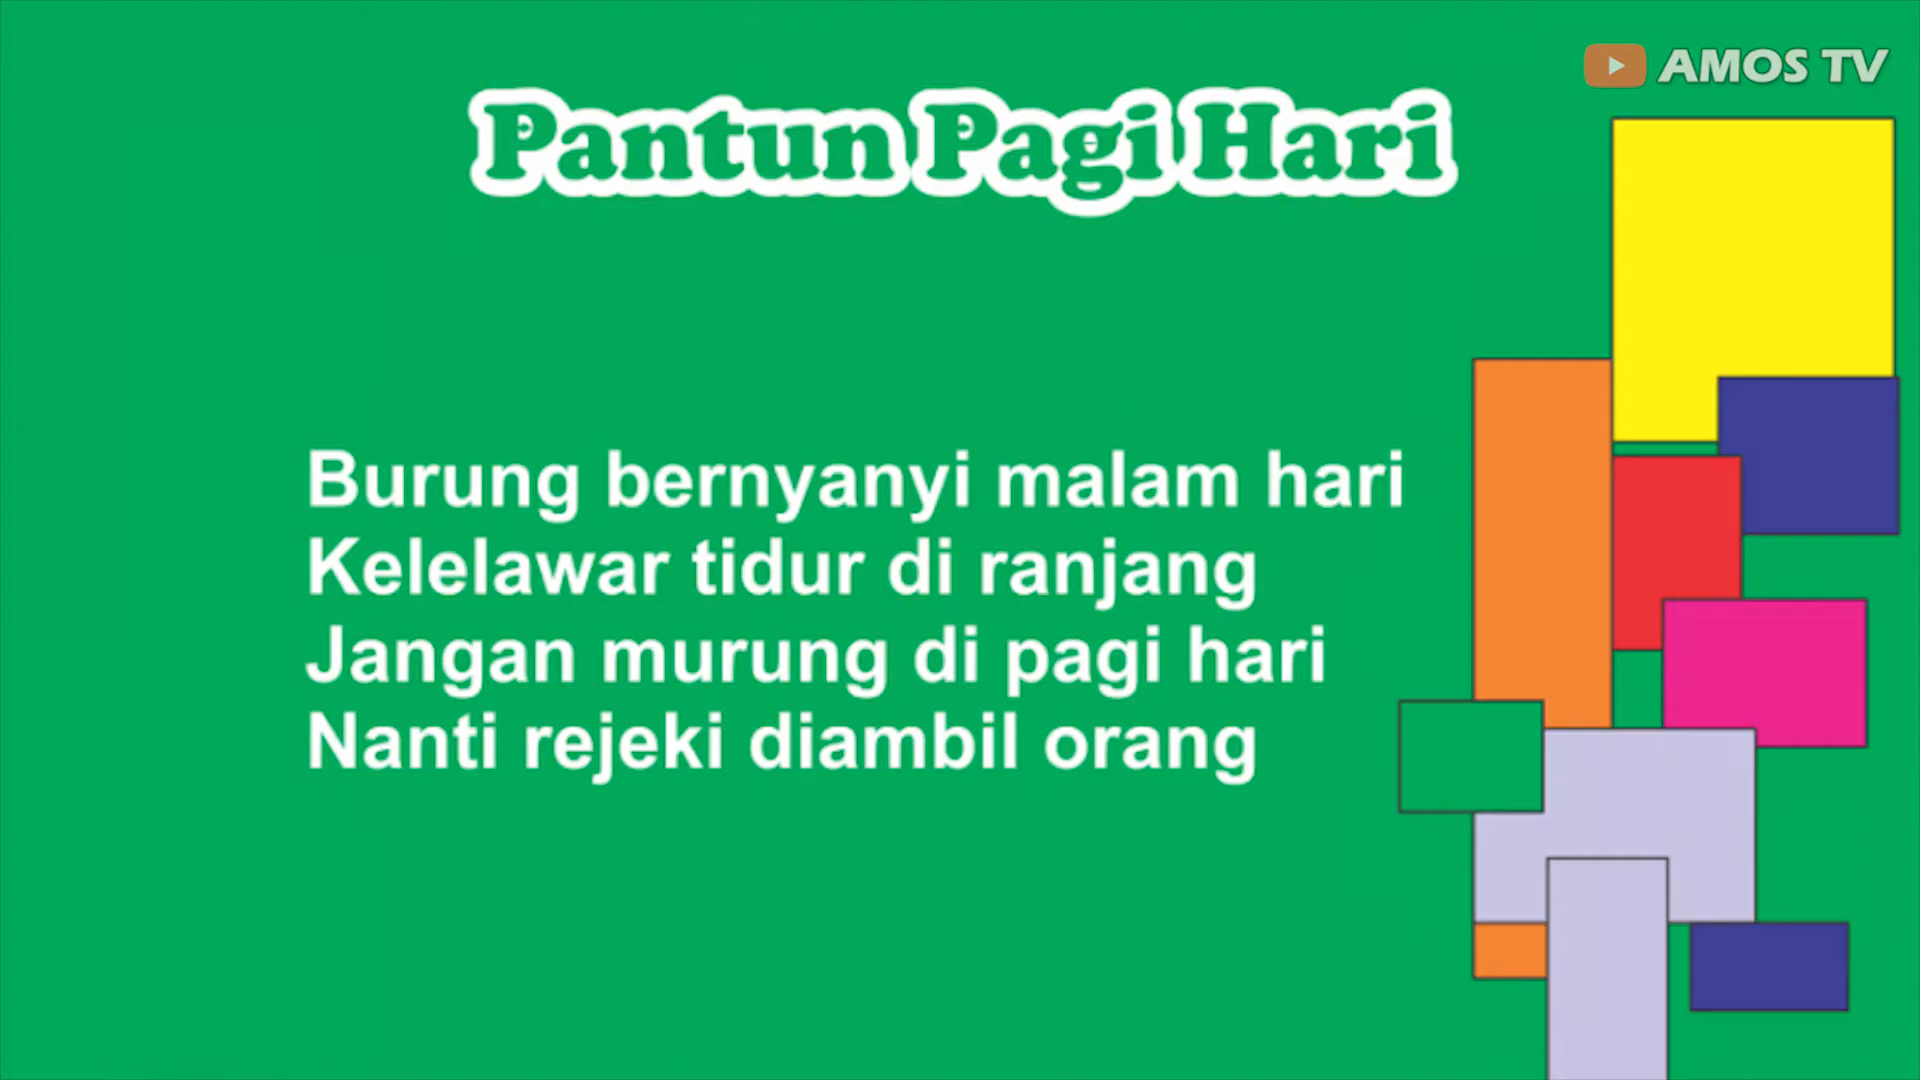 AMOS TV
Pantun Pagi Hari
Burung bernyanyi malam hari
Kelelawar tidur di ranjang
Jangan murung di pagi hari
Nanti rejeki diambil orang